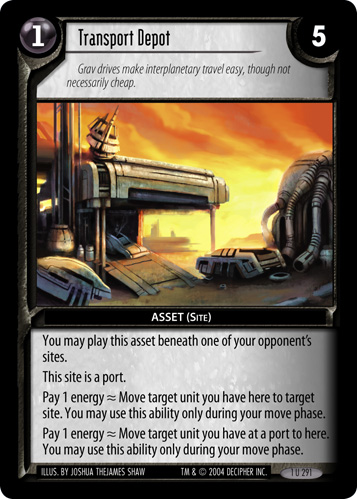 1 Transport Depot 5
Grav drives make interplanetary travel easy, though not
necessarily cheap.
ASSET (SITE)
You may play this asset beneath one of your opponent's
sites.
This site is a port.
Pay 1 energy ≈ Move target unit you have here to target
site. You may use this ability only during your move phase.
Pay 1 energy ≈ Move target unit you have at a port to here.
You may use this ability only during your move phase.
ILLUS. BY JOSHUA THEJAMES SHAW TM & © 2004 DECIPHER INC. 1 U 291